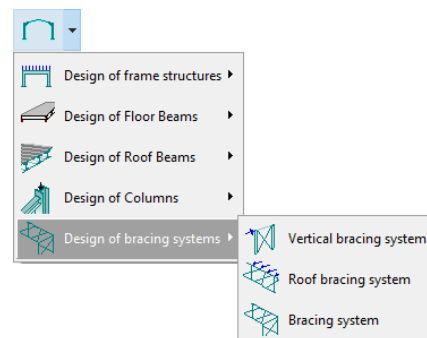 Design of frame structures
Design of Floor Beams
Design of Roof Beams
Design of Columns
Design of bracing systems
Vertical bracing system
Roof bracing system
Bracing system